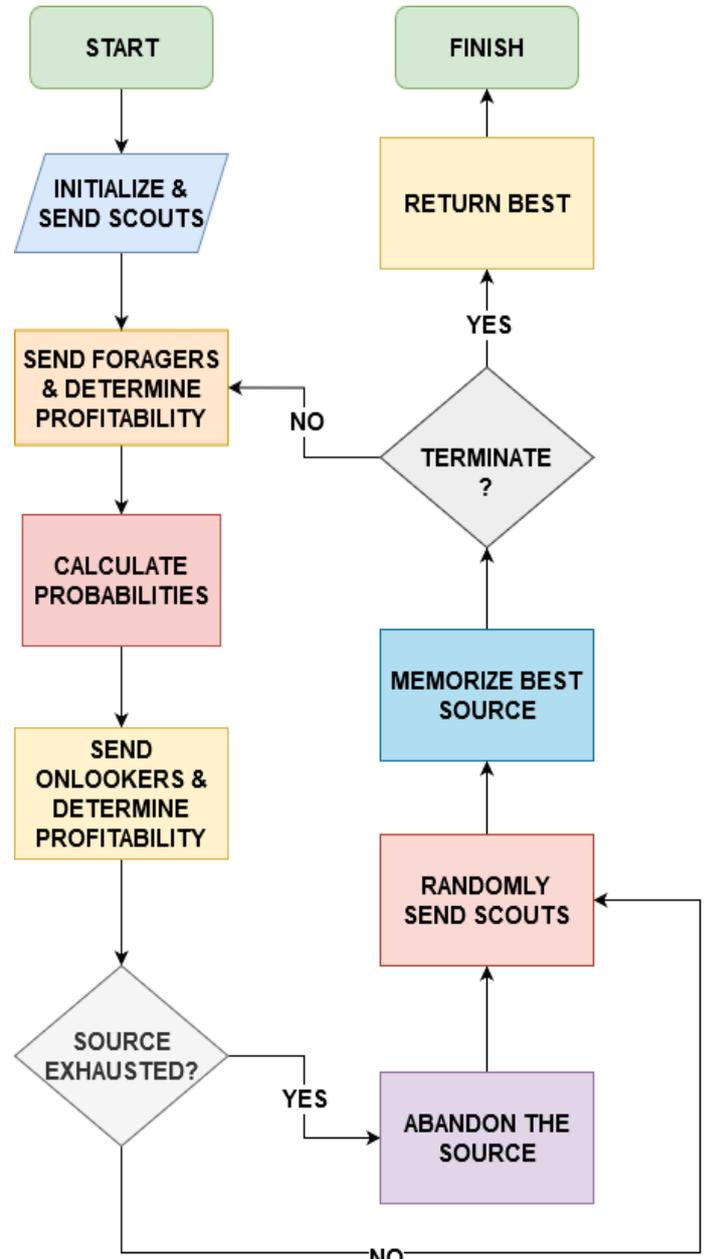 START
INITIALIZE &
SEND SCOUTS
SEND FORAGERS
& DETERMINE
PROFITABILITY
CALCULATE
PROBABILITIES
SEND
ONLOOKERS &
DETERMINE
PROFITABILITY
SOURCE
EXHAUSTED?
YES
NO
ABANDON THE
SOURCE
RANDOMLY
SEND SCOUTS
MEMORIZE BEST
SOURCE
TERMINATE
?
NO
YES
RETURN BEST
FINISH